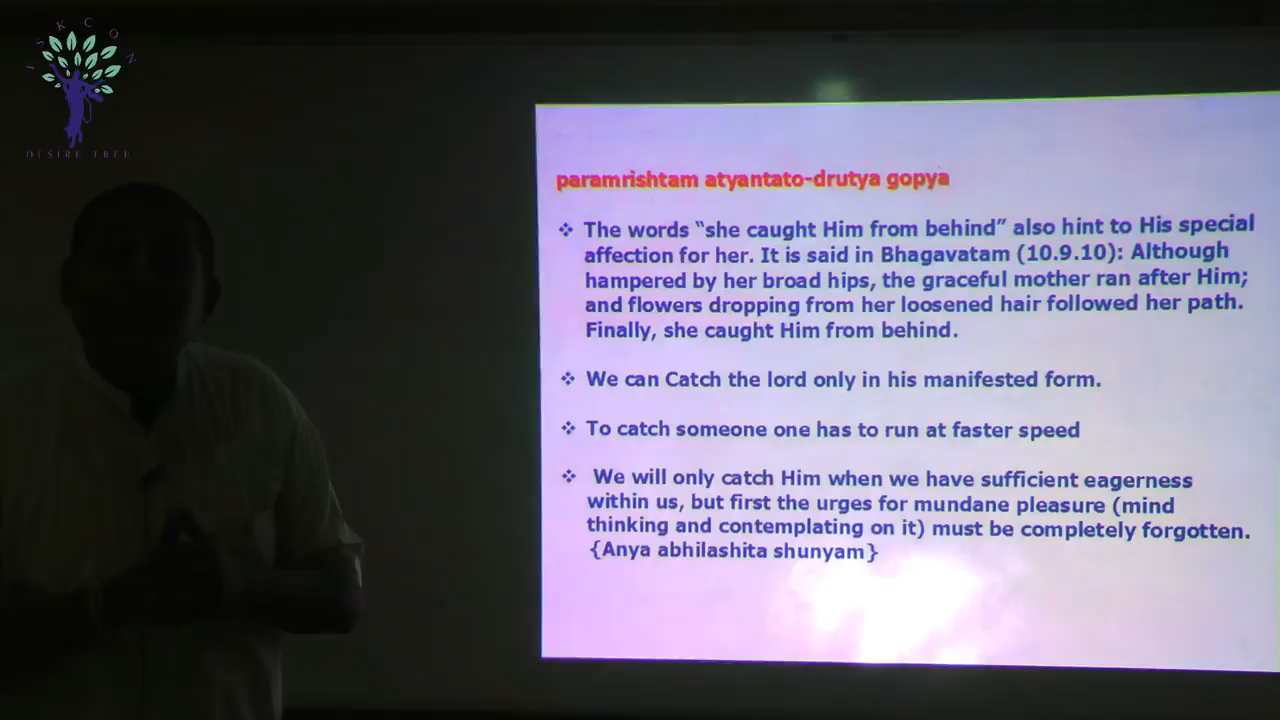 ISKCON
DESIRE TREE
paramrishtam atyantato-drutya gopya
❖ The words "she caught Him from behind" also hint to His special
affection for her. It is said in Bhagavatam (10.9.10): Although
hampered by her broad hips, the graceful mother ran after Him;
and flowers dropping from her loosened hair followed her path.
Finally, she caught Him from behind.
❖ We can Catch the lord only in his manifested form.
❖ To catch someone one has to run at faster speed
❖ We will only catch Him when we have sufficient eagerness
within us, but first the urges for mundane pleasure (mind
thinking and contemplating on it) must be completely forgotten.
{Anya abhilashita shunyam}